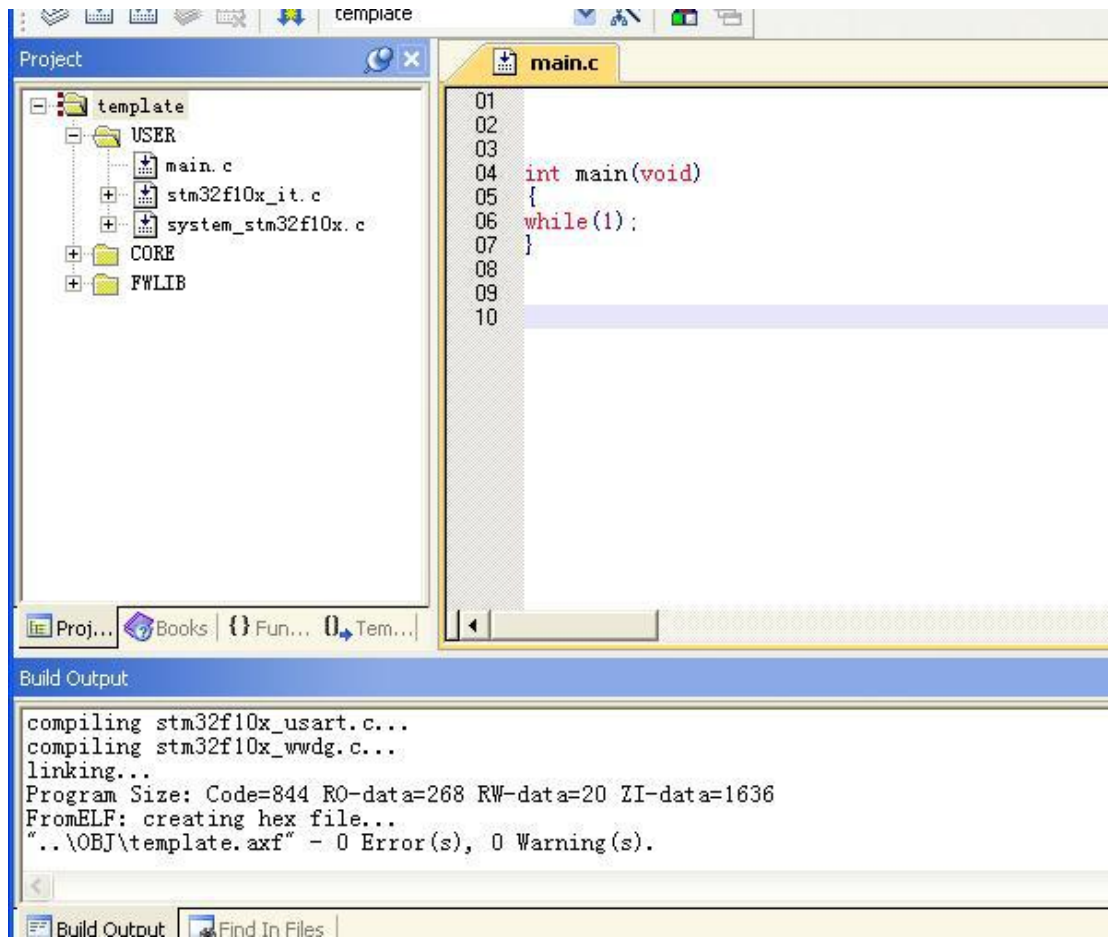 template
Project
main.c
template
USER
main.c
stm32f10x_it.c
system_stm32f10x.c
CORE
FWLIB
01
02
03
04 int main(void)
05 {
06 while(1);
07 }
08
09
10
Proj... Books {} Fun... 0 Tem...
Build Output
compiling stm32f10x_usart.c...
compiling stm32f10x_wwdg.c...
linking...
Program Size: Code=844 RO-data=268 RW-data=20 ZI-data=1636
FromELF: creating hex file...
"..\OBJ\template.axf" - 0 Error(s), 0 Warning(s).
Build Output Find In Files